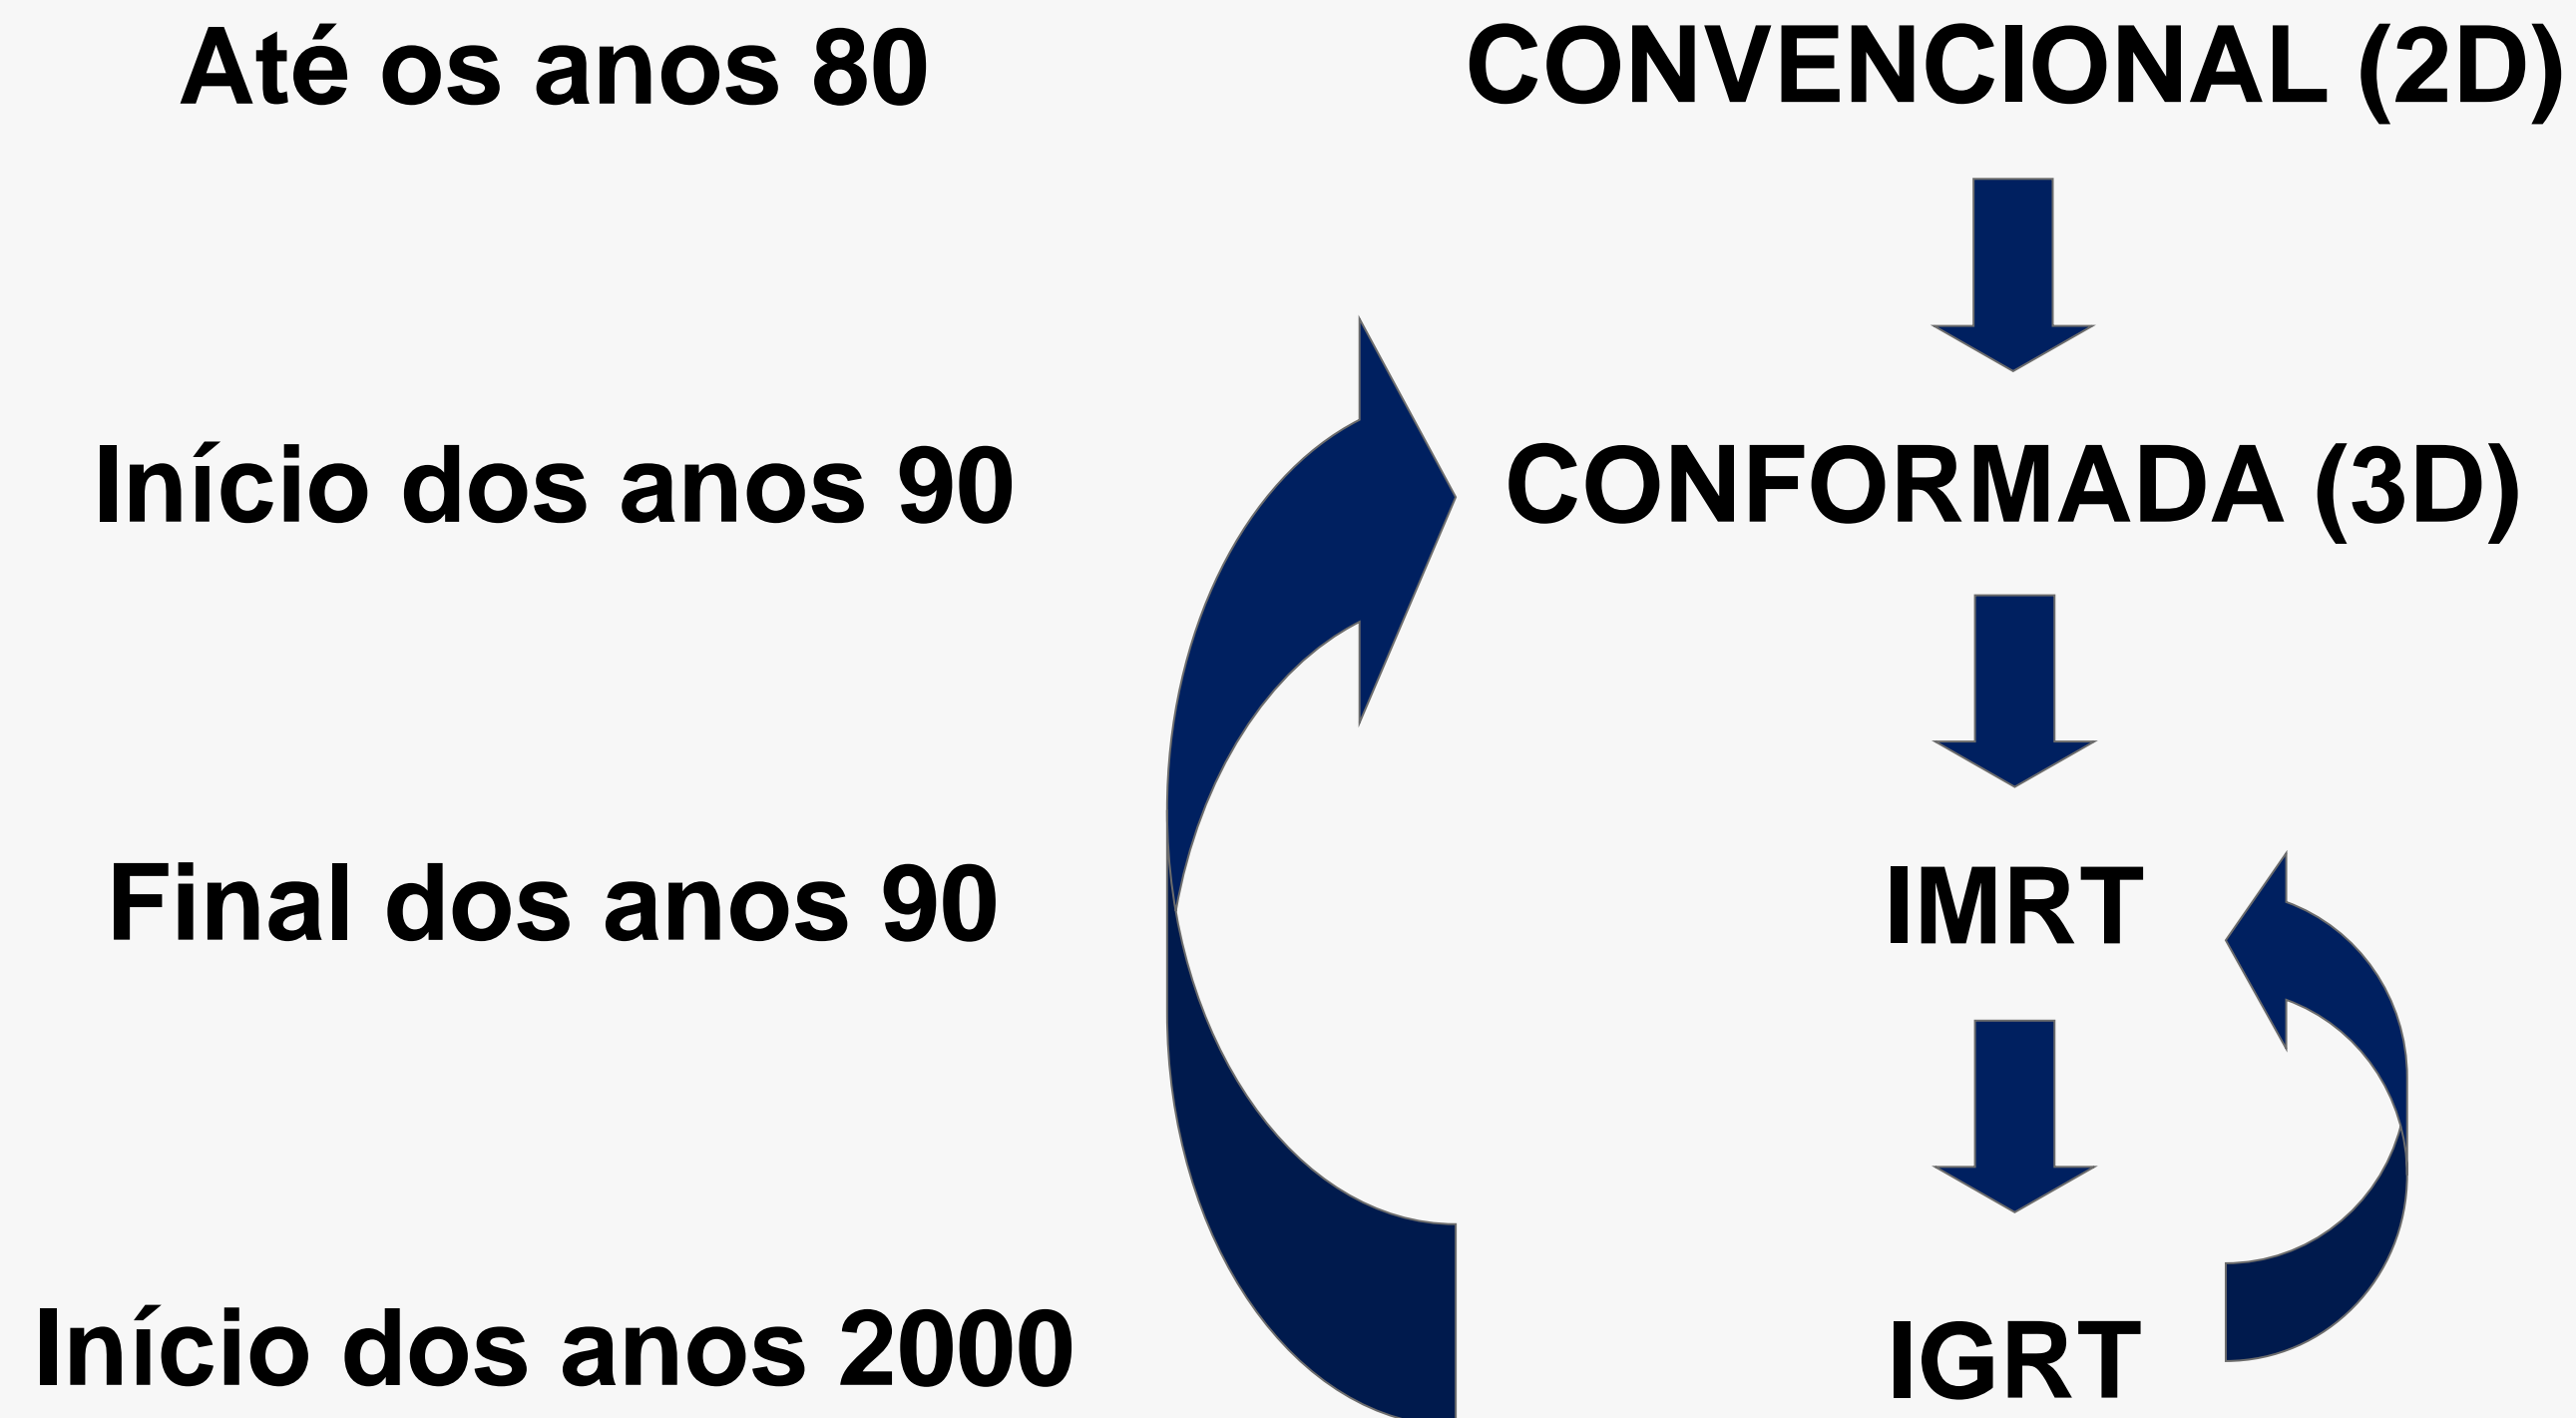 Até os anos 80
CONVENCIONAL (2D)
Início dos anos 90
CONFORMADA (3D)
Final dos anos 90
IMRT
Início dos anos 2000
IGRT